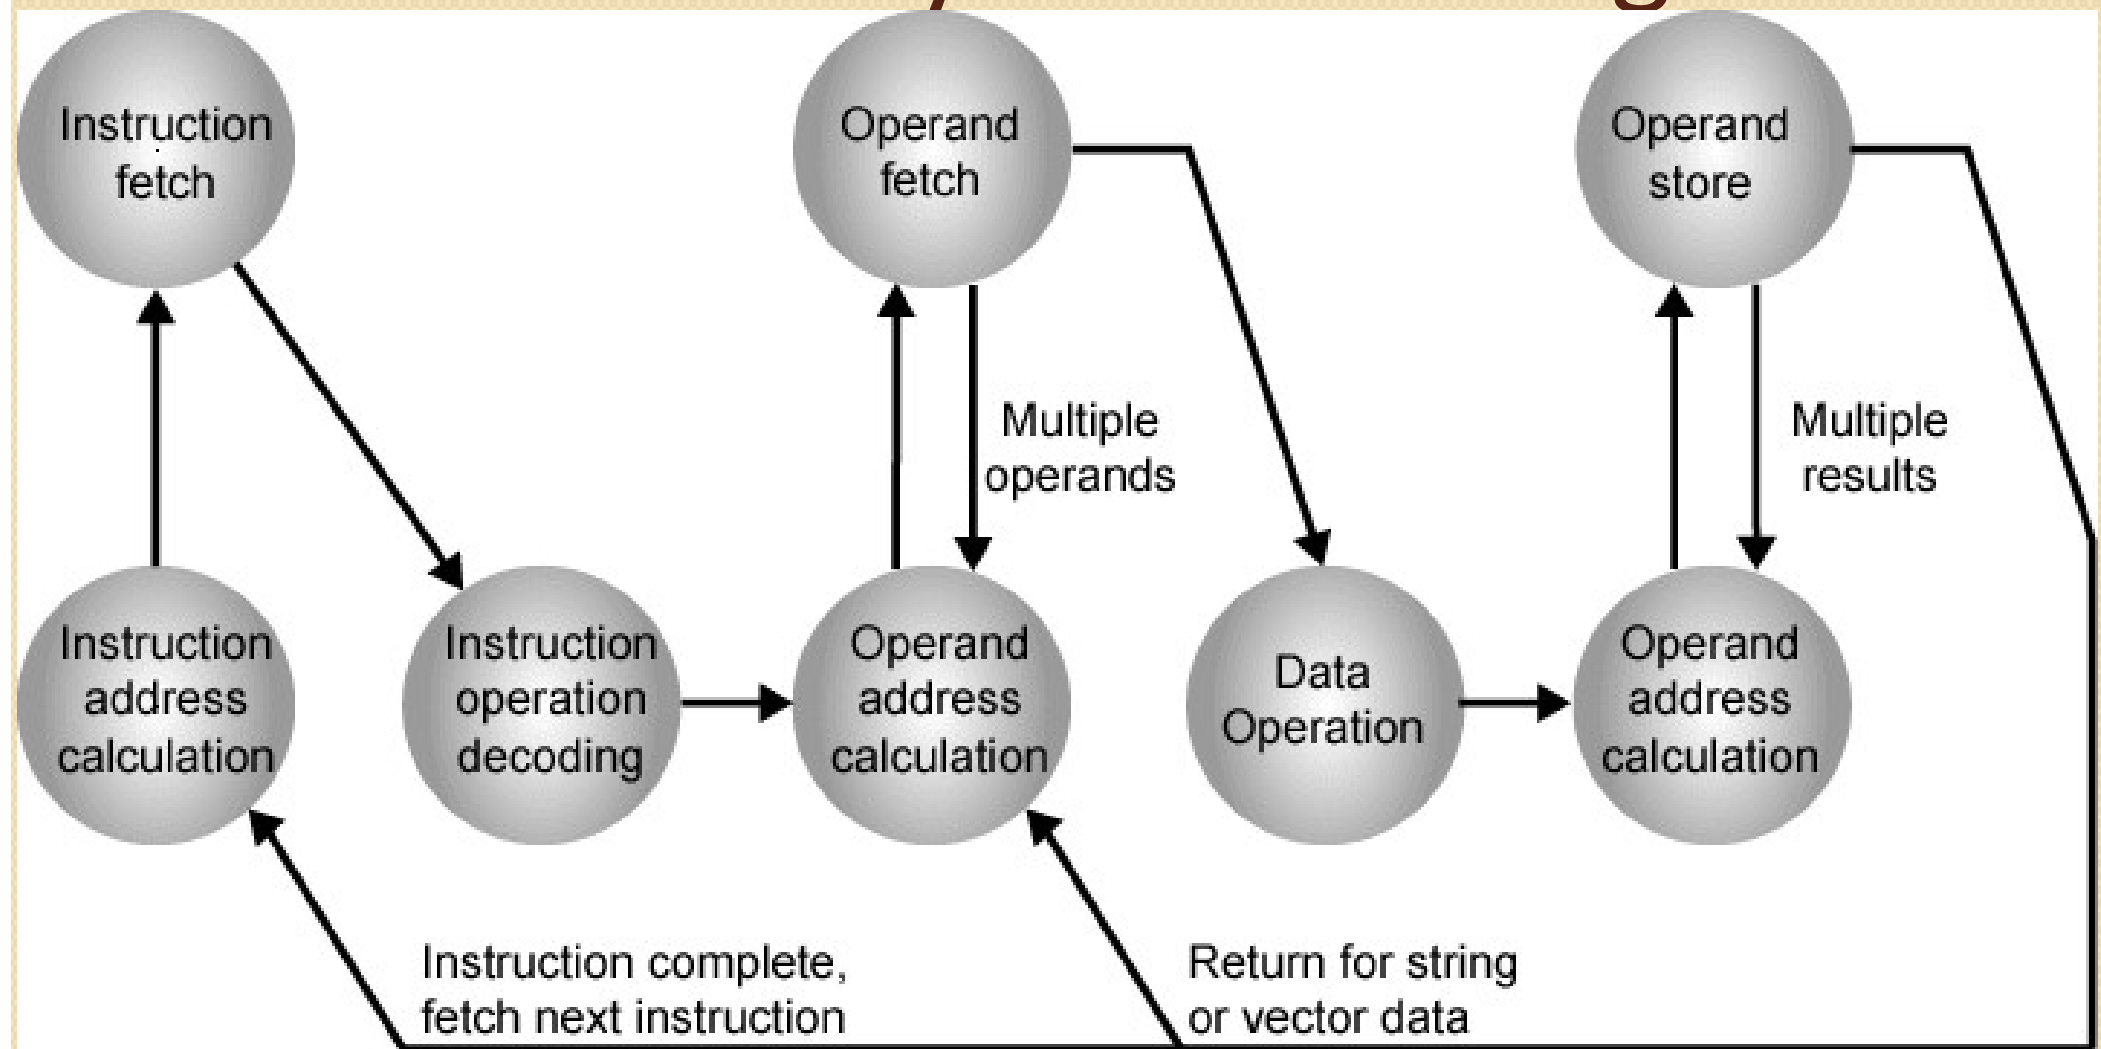 Instruction
fetch
Operand
fetch
Operand
store
Multiple
operands
Multiple
results
Instruction
address
calculation
Instruction
operation
decoding
Operand
address
calculation
Data
Operation
Operand
address
calculation
Instruction complete,
fetch next instruction
Return for string
or vector data